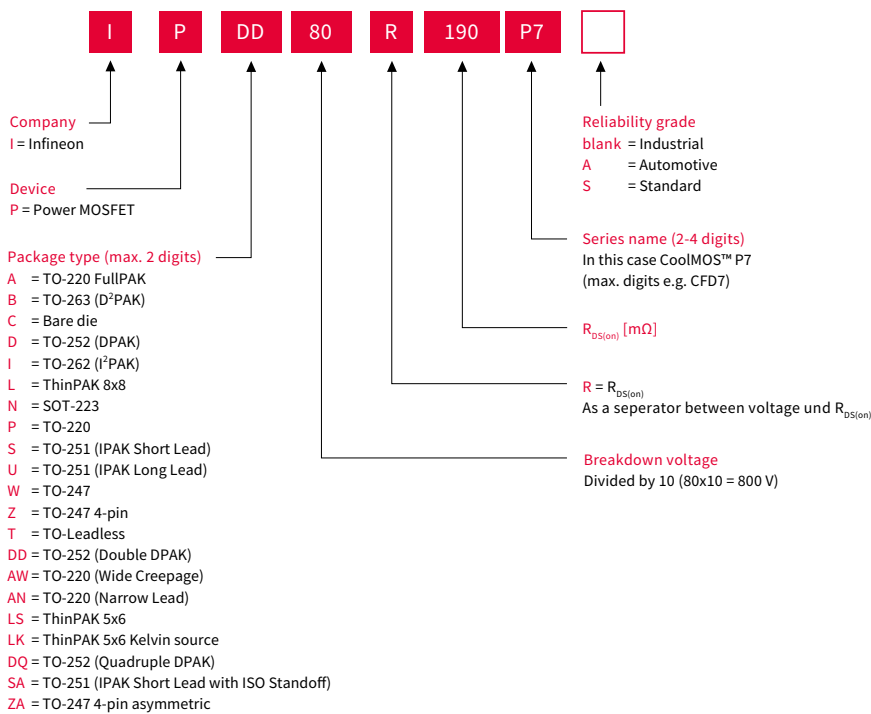 I P DD 80 R 190 P7
Company
I = Infineon
Device
P = Power MOSFET
Package type (max. 2 digits)
A = TO-220 FullPAK
B = TO-263 (D²PAK)
C = Bare die
D = TO-252 (DPAK)
I = TO-262 (I²PAK)
L = ThinPAK 8x8
N = SOT-223
P = TO-220
S = TO-251 (IPAK Short Lead)
U = TO-251 (IPAK Long Lead)
W = TO-247
Z = TO-247 4-pin
T = TO-Leadless
DD = TO-252 (Double DPAK)
AW = TO-220 (Wide Creepage)
AN = TO-220 (Narrow Lead)
LS = ThinPAK 5x6
LK = ThinPAK 5x6 Kelvin source
DQ = TO-252 (Quadruple DPAK)
SA = TO-251 (IPAK Short Lead with ISO Standoff)
ZA = TO-247 4-pin asymmetric
Reliability grade
blank = Industrial
A = Automotive
S = Standard
Series name (2-4 digits)
In this case CoolMOS™ P7
(max. digits e.g. CFD7)
RDS(on) [mΩ]
R = RDS(on)
As a seperator between voltage und RDS(on)
Breakdown voltage
Divided by 10 (80x10 = 800 V)